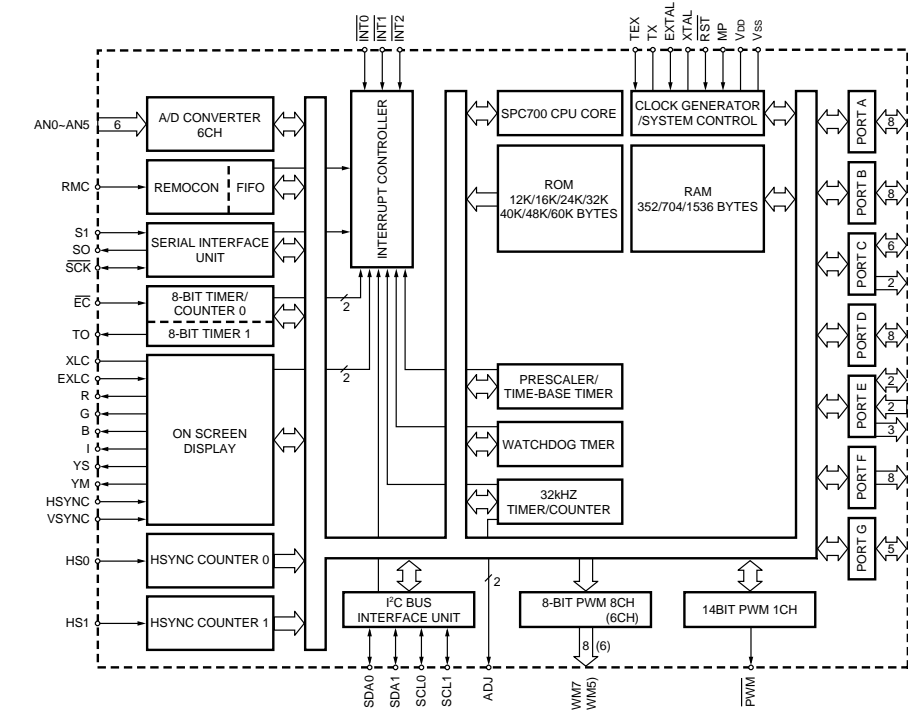 INT0
INT1
INT2
TEX
TX
EXTAL
XTAL
RST
MP
VDD
VSS
AN0~AN5
6
A/D CONVERTER
6CH
INTERRUPT CONTROLLER
SPC700 CPU CORE
CLOCK GENERATOR
/SYSTEM CONTROL
PORT A
8
RMC
REMOCON
FIFO
ROM
12K/16K/24K/32K
40K/48K/60K BYTES
RAM
352/704/1536 BYTES
PORT B
8
S1
SO
SCK
SERIAL INTERFACE
UNIT
PORT C
6
2
EC
TO
8-BIT TIMER/
COUNTER 0
8-BIT TIMER 1
2
PORT D
8
XLC
EXLC
R
G
B
I
YS
YM
HSYNC
VSYNC
ON SCREEN
DISPLAY
2
PRESCALER/
TIME-BASE TIMER
PORT E
2
2
3
WATCHDOG TMER
32kHZ
TIMER/COUNTER
PORT F
8
HS0
HSYNC COUNTER 0
PORT G
5
HS1
HSYNC COUNTER 1
I²C BUS
INTERFACE UNIT
2
8-BIT PWM 8CH
(6CH)
14BIT PWM 1CH
8 (6)
SDA0
SDA1
SCL0
SCL1
ADJ
WM7
WM5)
PWM